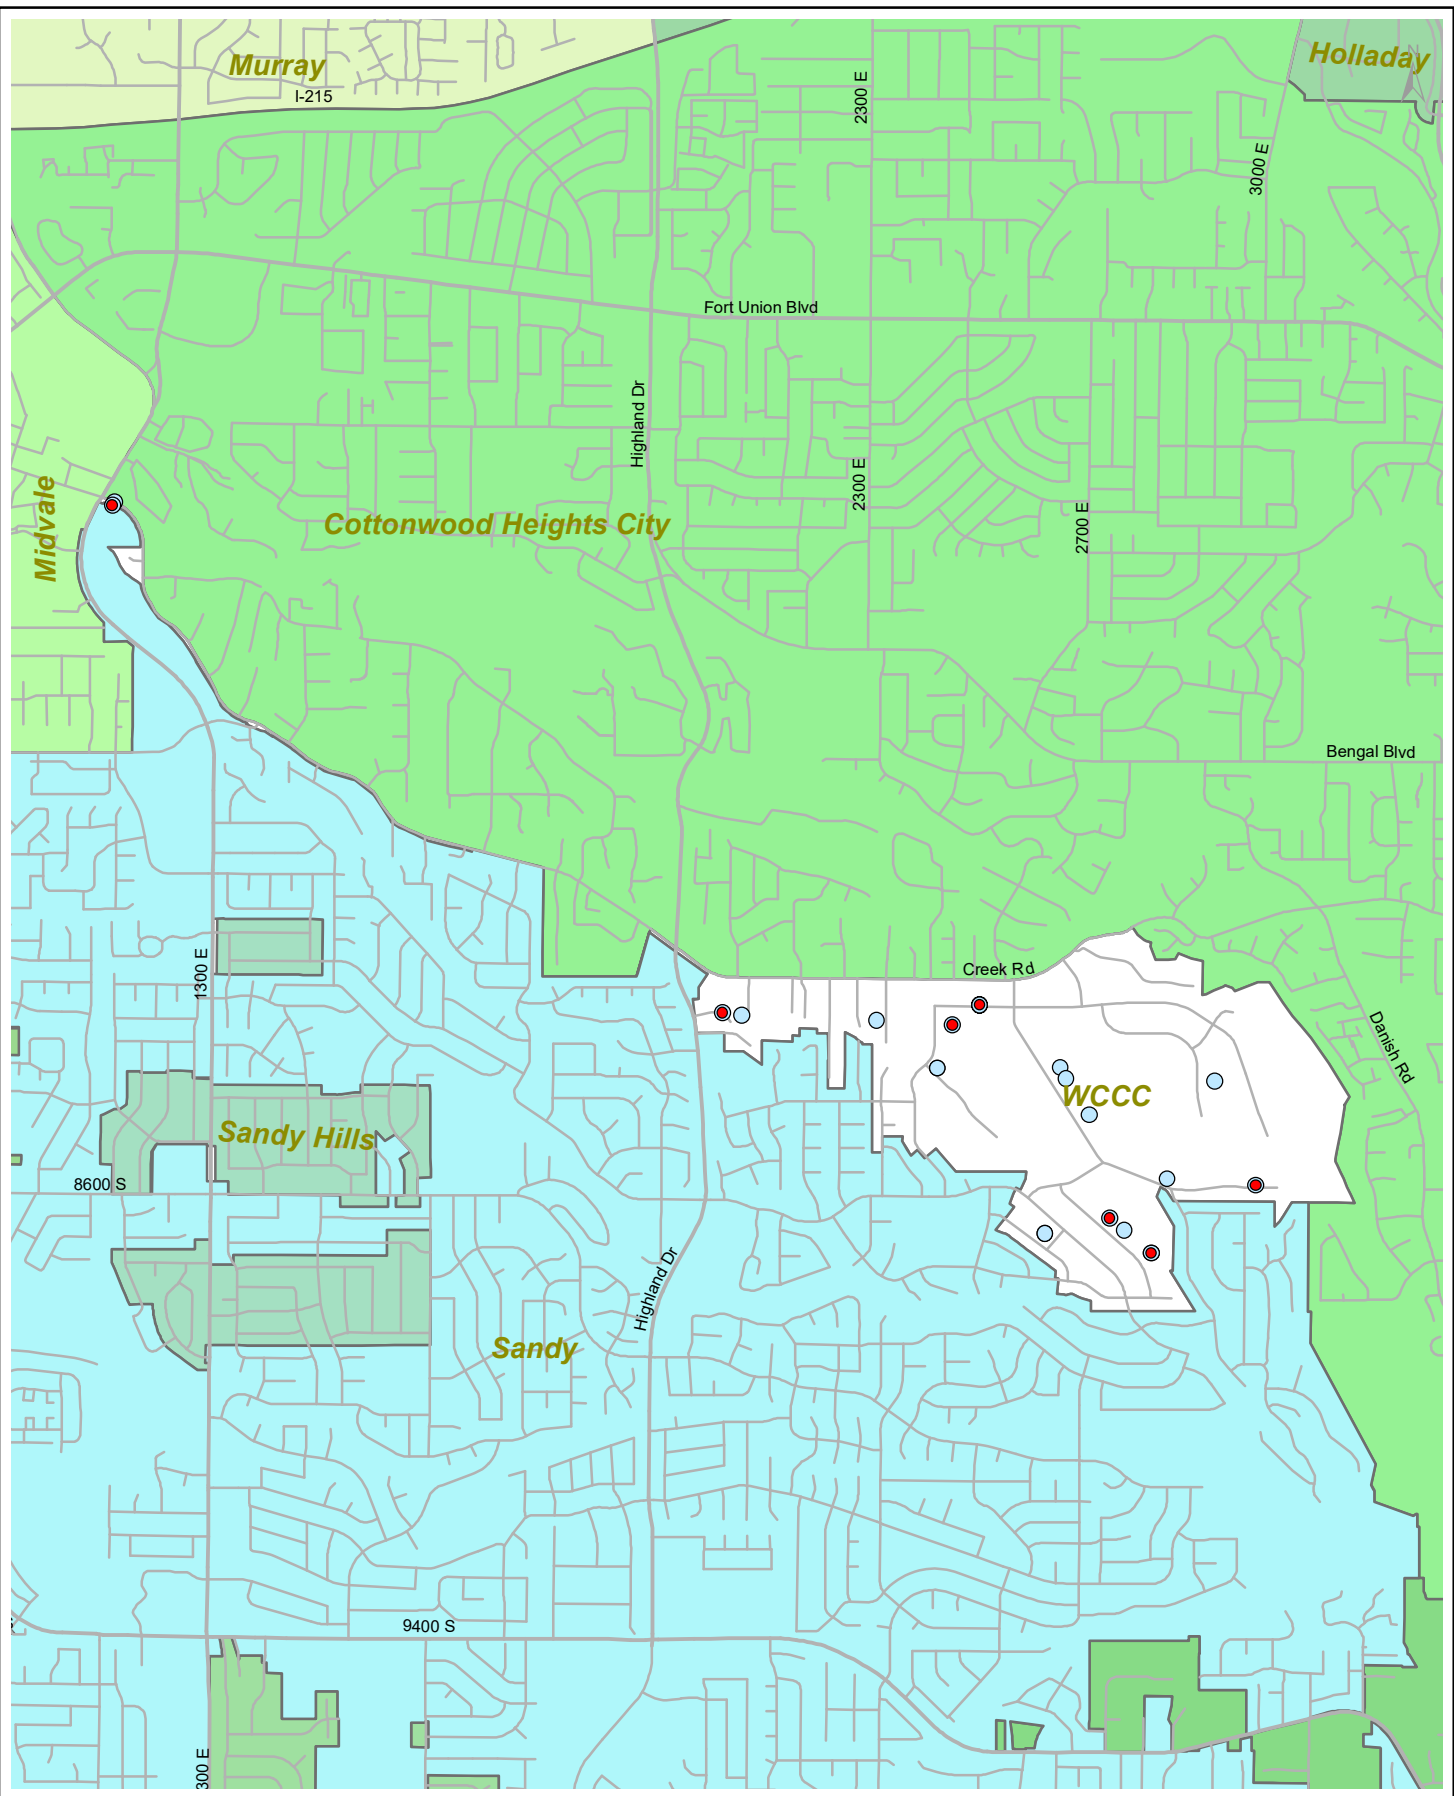 Holladay
Murray
I-215
2300 E
3000 E
Fort Union Blvd
Highland Dr
2300 E
Midvale
Cottonwood Heights City
2700 E
Bengal Blvd
1300 E
Creek Rd
Danish Rd
WCCC
Sandy Hills
8600 S
Highland Dr
Sandy
9400 S
300 E